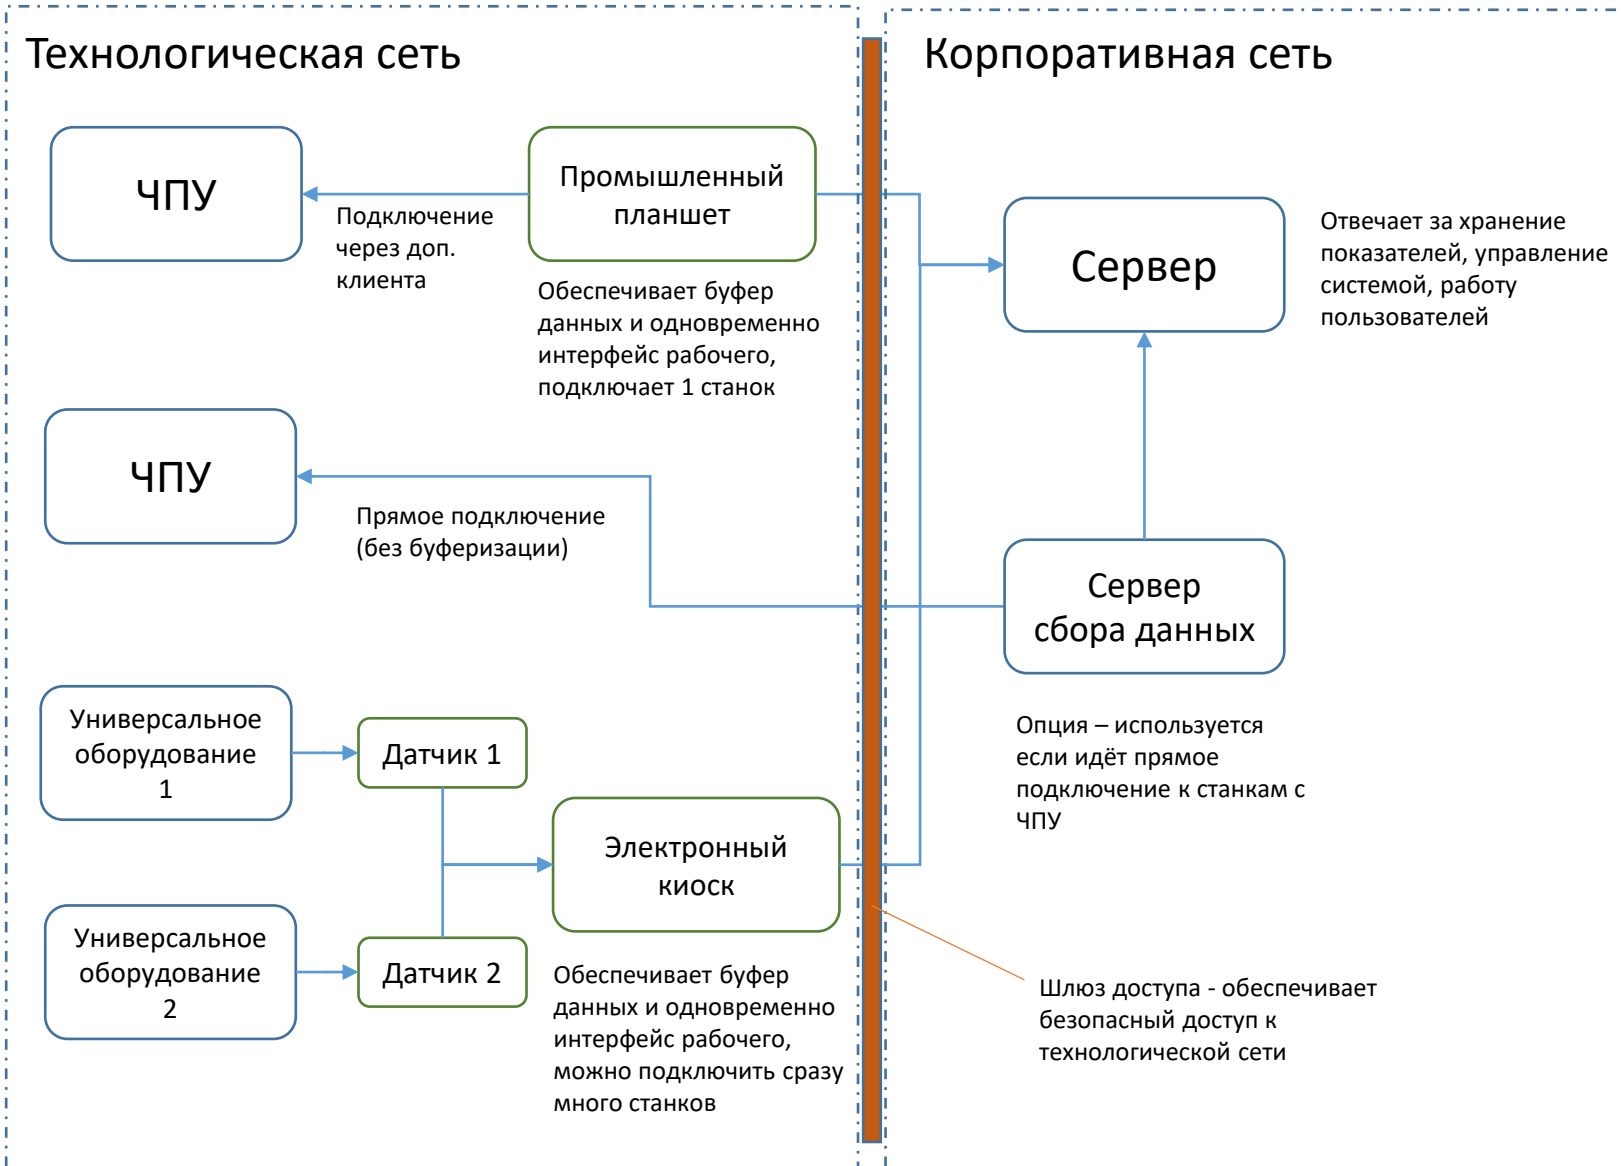 Технологическая сеть
Корпоративная сеть
ЧПУ
Подключение
через доп.
клиента
Промышленный
планшет
Обеспечивает буфер
данных и одновременно
интерфейс рабочего,
подключает 1 станок
Сервер
Отвечает за хранение
показателей, управление
системой, работу
пользователей
ЧПУ
Прямое подключение
(без буферизации)
Сервер
сбора данных
Опция – используется
если идёт прямое
подключение к станкам с
ЧПУ
Универсальное
оборудование
1
Датчик 1
Электронный
киоск
Универсальное
оборудование
2
Датчик 2
Обеспечивает буфер
данных и одновременно
интерфейс рабочего,
можно подключить сразу
много станков
Шлюз доступа - обеспечивает
безопасный доступ к
технологической сети